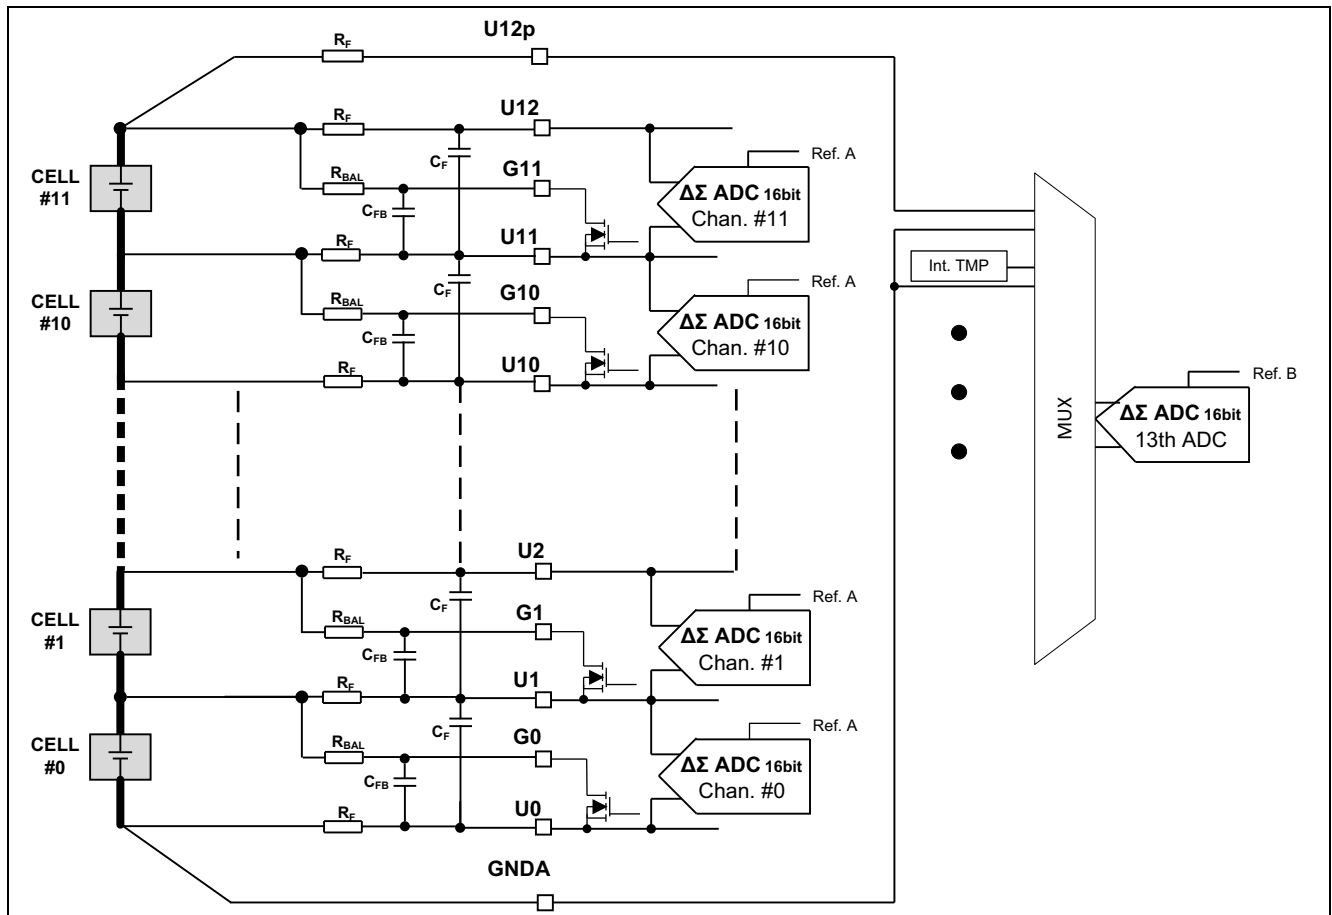 U12p
RF
U12
RF
CF
Ref. A
CELL
#11
RBAL
G11
CFB
ΔΣ ADC 16bit
Chan. #11
RF
U11
CF
Int. TMP
Ref. A
CELL
#10
RBAL
G10
CFB
ΔΣ ADC 16bit
Chan. #10
RF
U10
MUX
Ref. B
ΔΣ ADC 16bit
13th ADC
RF
U2
CF
Ref. A
CELL
#1
RBAL
G1
CFB
ΔΣ ADC 16bit
Chan. #1
RF
U1
CF
Ref. A
CELL
#0
RBAL
G0
CFB
ΔΣ ADC 16bit
Chan. #0
RF
U0
GNDA